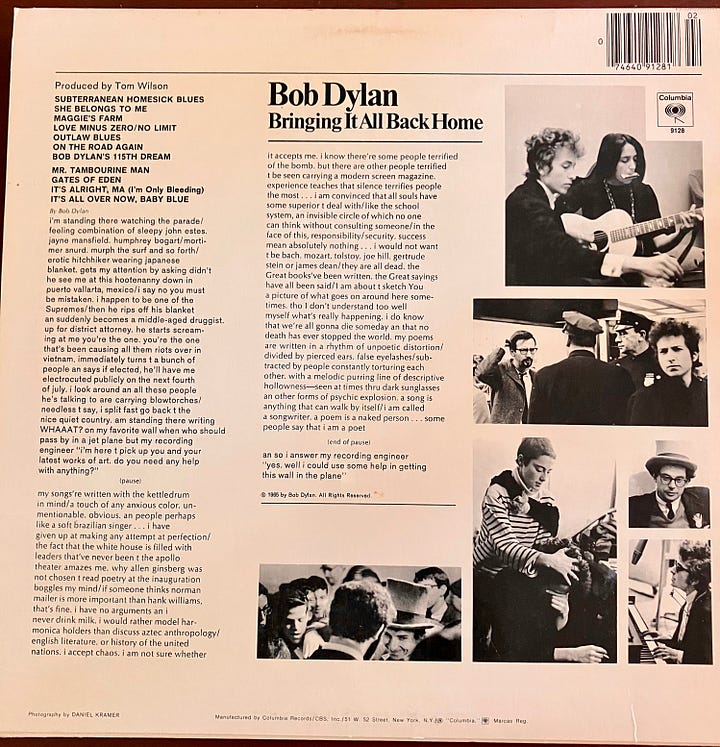 02
0
74640 91281
Produced by Tom Wilson
SUBTERRANEAN HOMESICK BLUES
SHE BELONGS TO ME
MAGGIE'S FARM
LOVE MINUS ZERO/NO LIMIT
OUTLAW BLUES
ON THE ROAD AGAIN
BOB DYLAN'S 115TH DREAM
MR. TAMBOURINE MAN
GATES OF EDEN
IT'S ALRIGHT, MA (I'm Only Bleeding)
IT'S ALL OVER NOW, BABY BLUE
By Bob Dylan
i'm standing there watching the parade/
feeling combination of sleepy john estes.
jayne mansfield. humphrey bogart/morti-
mer snurd. murph the surf and so forth/
erotic hitchhiker wearing japanese
blanket. gets my attention by asking didn't
he see me at this hootenanny down in
puerto vallarta, mexico/i say no you must
be mistaken. i happen to be one of the
Supremes/then he rips off his blanket
an suddenly becomes a middle-aged druggist.
up for district attorney. he starts scream-
ing at me you're the one. you're the one
that's been causing all them riots over in
vietnam. immediately turns t a bunch of
people an says if elected, he'll have me
electrocuted publicly on the next fourth
of july. i look around an all these people
he's talking to are carrying blowtorches/
needless t say, i split fast go back t the
nice quiet country. am standing there writing
WHAAAT? on my favorite wall when who should
pass by in a jet plane but my recording
engineer "i'm here t pick up you and your
latest works of art. do you need any help
with anything?"
(pause)
my songs're written with the kettledrum
in mind/a touch of any anxious color. un-
mentionable. obvious. an people perhaps
like a soft brazilian singer . . . i have
given up at making any attempt at perfection/
the fact that the white house is filled with
leaders that've never been t the apollo
theater amazes me. why allen ginsberg was
not chosen t read poetry at the inauguration
boggles my mind/if someone thinks norman
mailer is more important than hank williams,
that's fine. i have no arguments an i
never drink milk. i would rather model har-
monica holders than discuss aztec anthropology/
english literature. or history of the united
nations. i accept chaos. i am not sure whether
Bob Dylan
Bringing It All Back Home
it accepts me. i know there're some people terrified
of the bomb. but there are other people terrified
t be seen carrying a modern screen magazine.
experience teaches that silence terrifies people
the most . . . i am convinced that all souls have
some superior t deal with/like the school
system, an invisible circle of which no one
can think without consulting someone/in the
face of this, responsibility/security. success
mean absolutely nothing . . . i would not want
t be bach. mozart. tolstoy. joe hill. gertrude
stein or james dean/they are all dead. the
Great books've been written. the Great sayings
have all been said/I am about t sketch You
a picture of what goes on around here some-
times. tho I don't understand too well
myself what's really happening. i do know
that we're all gonna die someday an that no
death has ever stopped the world. my poems
are written in a rhythm of unpoetic distortion/
divided by pierced ears. false eyelashes/sub-
tracted by people constantly torturing each
other. with a melodic purring line of descriptive
hollowness—seen at times thru dark sunglasses
an other forms of psychic explosion. a song is
anything that can walk by itself/i am called
a songwriter. a poem is a naked person . . . some
people say that i am a poet
(end of pause)
an so i answer my recording engineer
"yes. well i could use some help in getting
this wall in the plane"
© 1965 by Bob Dylan. All Rights Reserved.
Columbia
9128
Photography by DANIEL KRAMER
Manufactured by Columbia Records/CBS, Inc./51 W. 52 Street, New York, N.Y./® "Columbia," Marcas Reg.